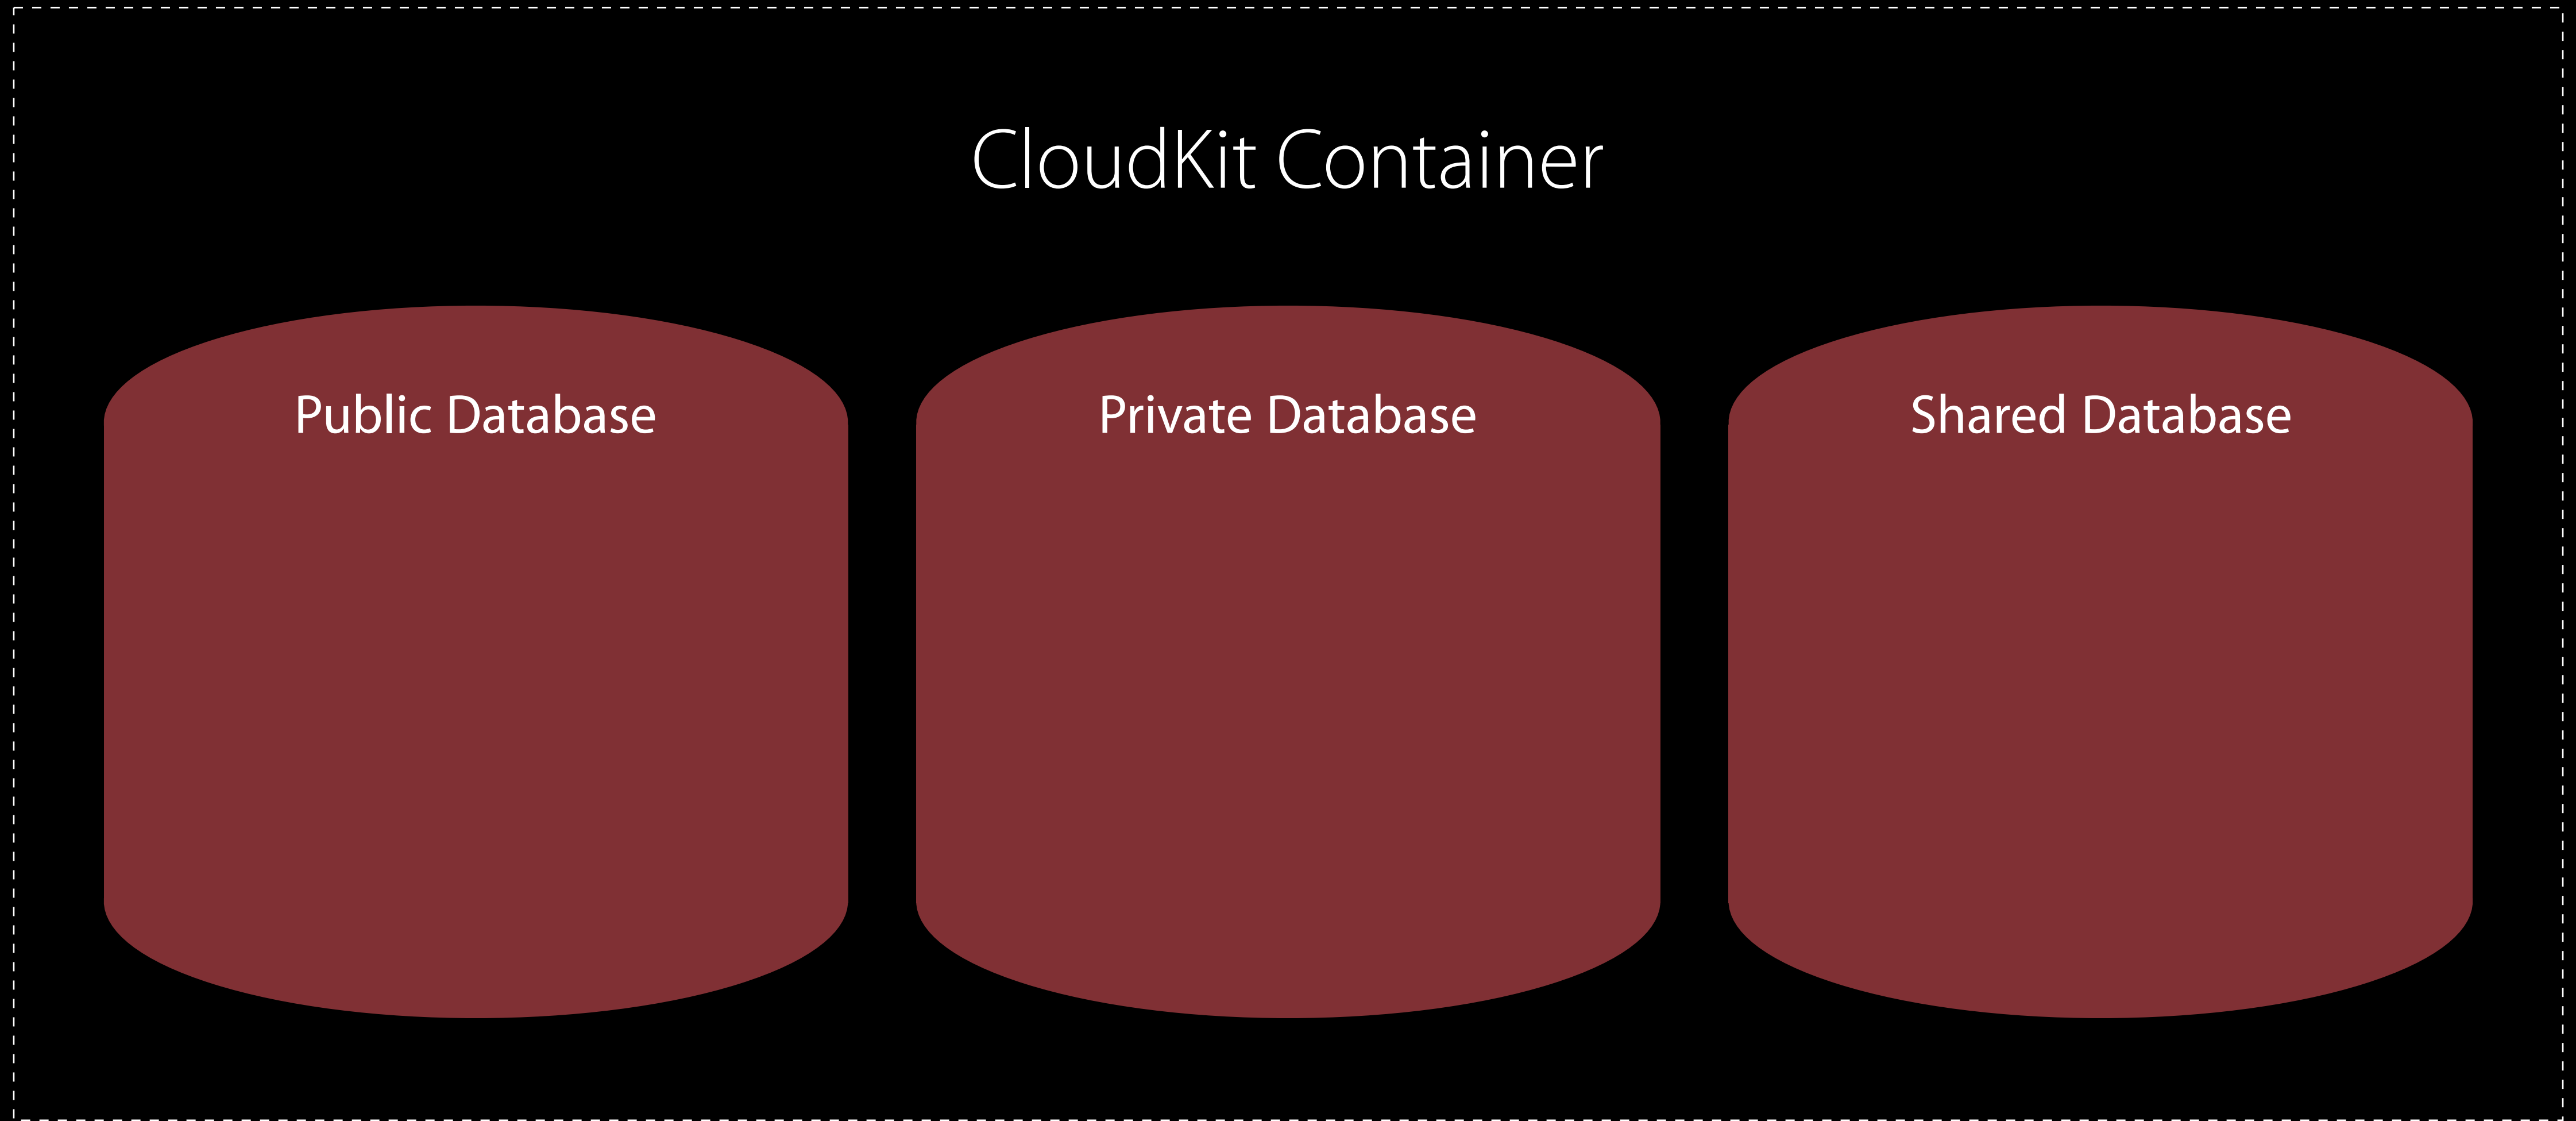 CloudKit Container
Public Database
Private Database
Shared Database